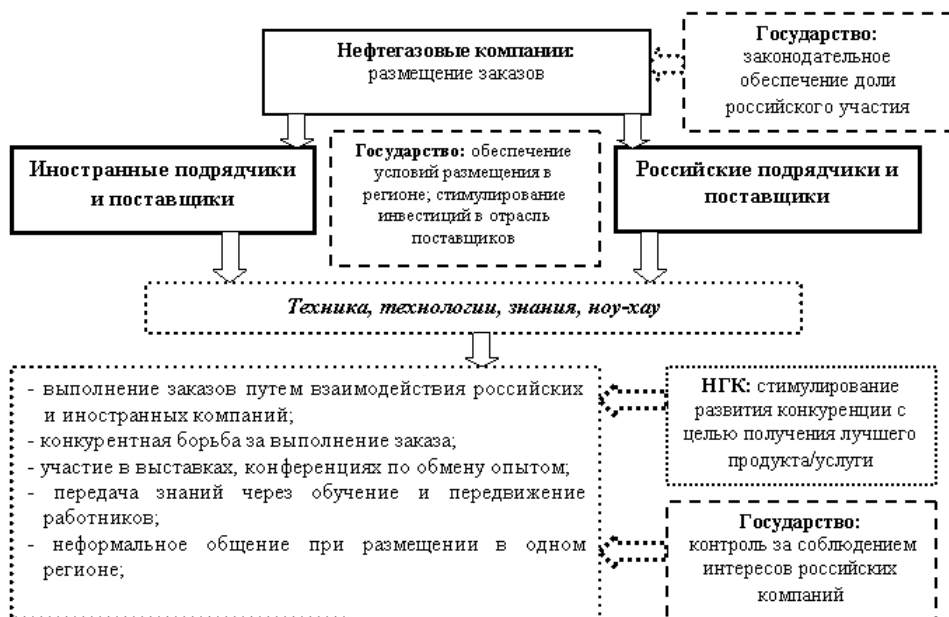 Нефтегазовые компании:
размещение заказов
Государство:
законодательное
обеспечение доли
российского участия
Иностранные подрядчики
и поставщики
Государство: обеспечение
условий размещения в
регионе; стимулирование
инвестиций в отрасль
поставщиков
Российские подрядчики и
поставщики
Техника, технологии, знания, ноу-хау
- выполнение заказов путем взаимодействия российских
и иностранных компаний;
- конкурентная борьба за выполнение заказа;
- участие в выставках, конференциях по обмену опытом;
- передача знаний через обучение и передвижение
работников;
- неформальное общение при размещении в одном
регионе;
НГК: стимулирование
развития конкуренции с
целью получения лучшего
продукта/услуги
Государство:
контроль за соблюдением
интересов российских
компаний